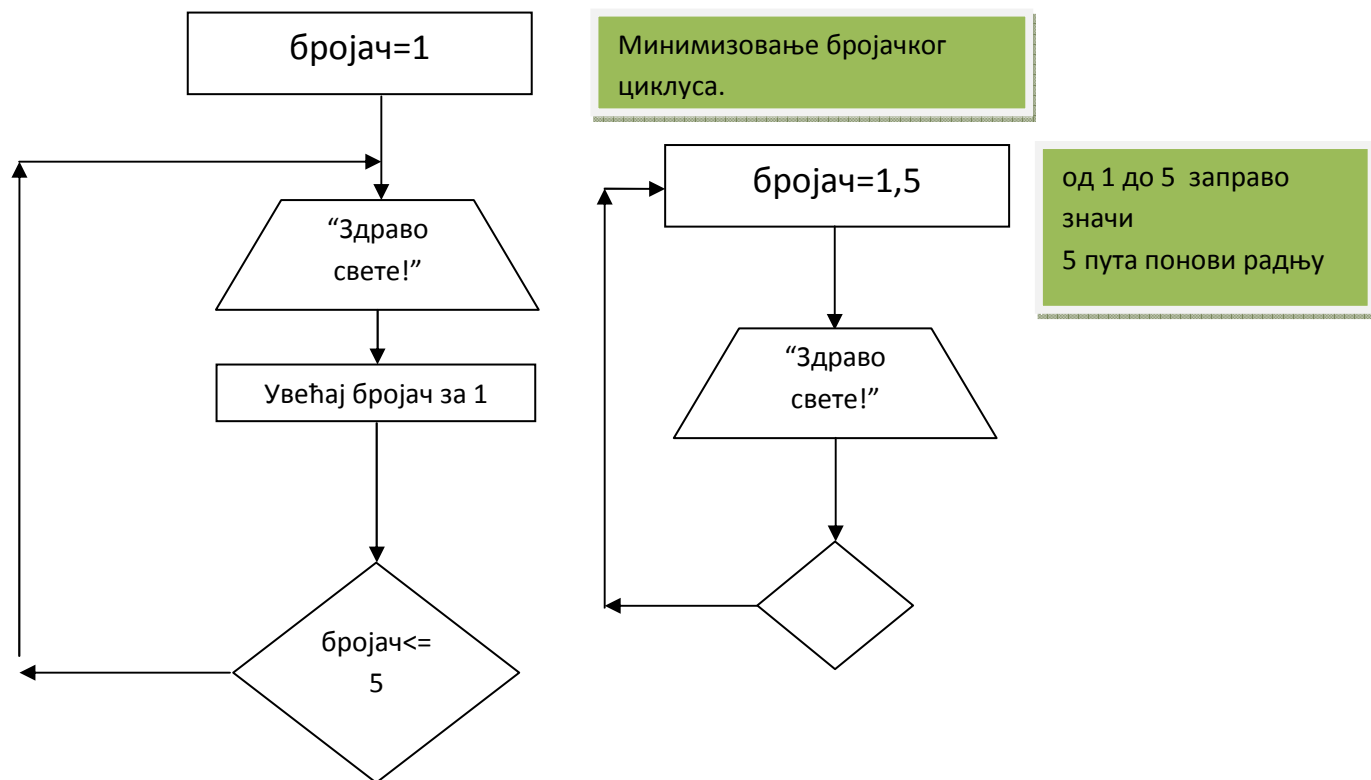 бројач=1
“Здраво
свете!”
Увећај бројач за 1
бројач<=
5
Минимизовање бројачког
циклуса.
бројач=1,5
“Здраво
свете!”
од 1 до 5 заправо
значи
5 пута понови радњу